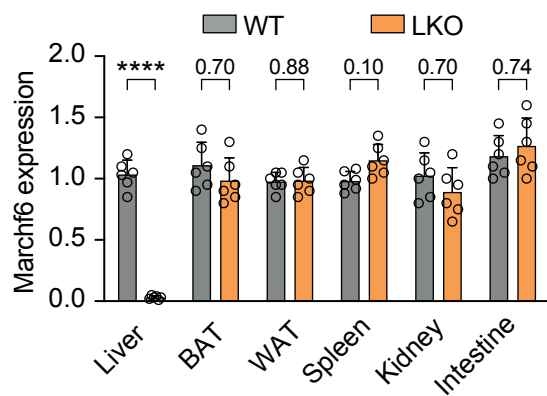 WT LKO
**** 0.70 0.88 0.10 0.70 0.74
Marchf6 expression
2.0
1.5
1.0
0.5
0.0
Liver BAT WAT Spleen Kidney Intestine